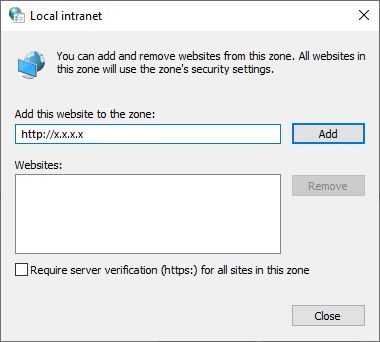 Local intranet
You can add and remove websites from this zone. All websites in
this zone will use the zone's security settings.
Add this website to the zone:
http://x.x.x.x
Add
Websites:
Remove
Require server verification (https:) for all sites in this zone
Close